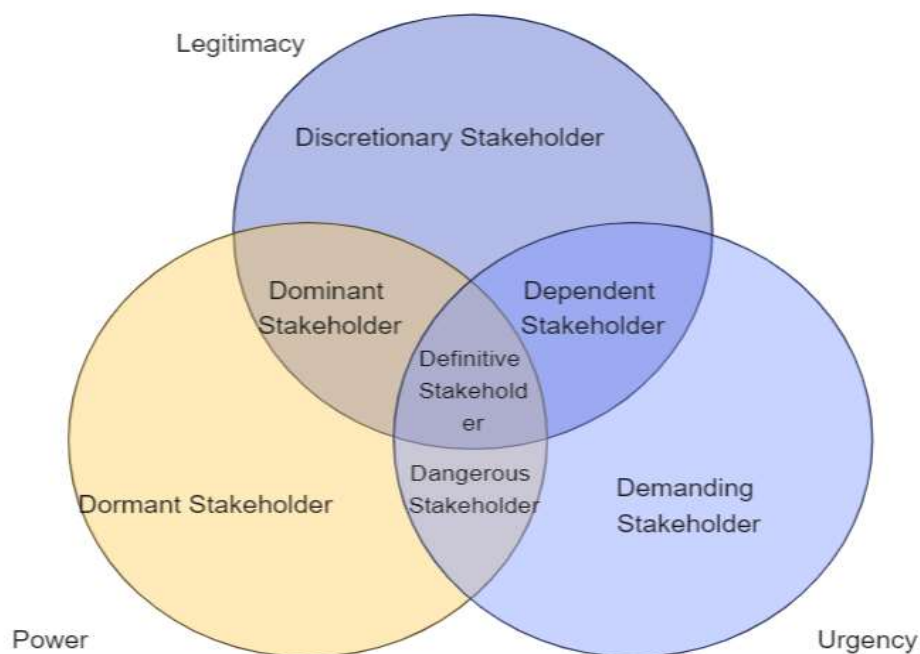 Legitimacy
Discretionary Stakeholder
Dominant
Stakeholder
Dependent
Stakeholder
Definitive
Stakehold
er
Dangerous
Stakeholder
Dormant Stakeholder
Demanding
Stakeholder
Power
Urgency